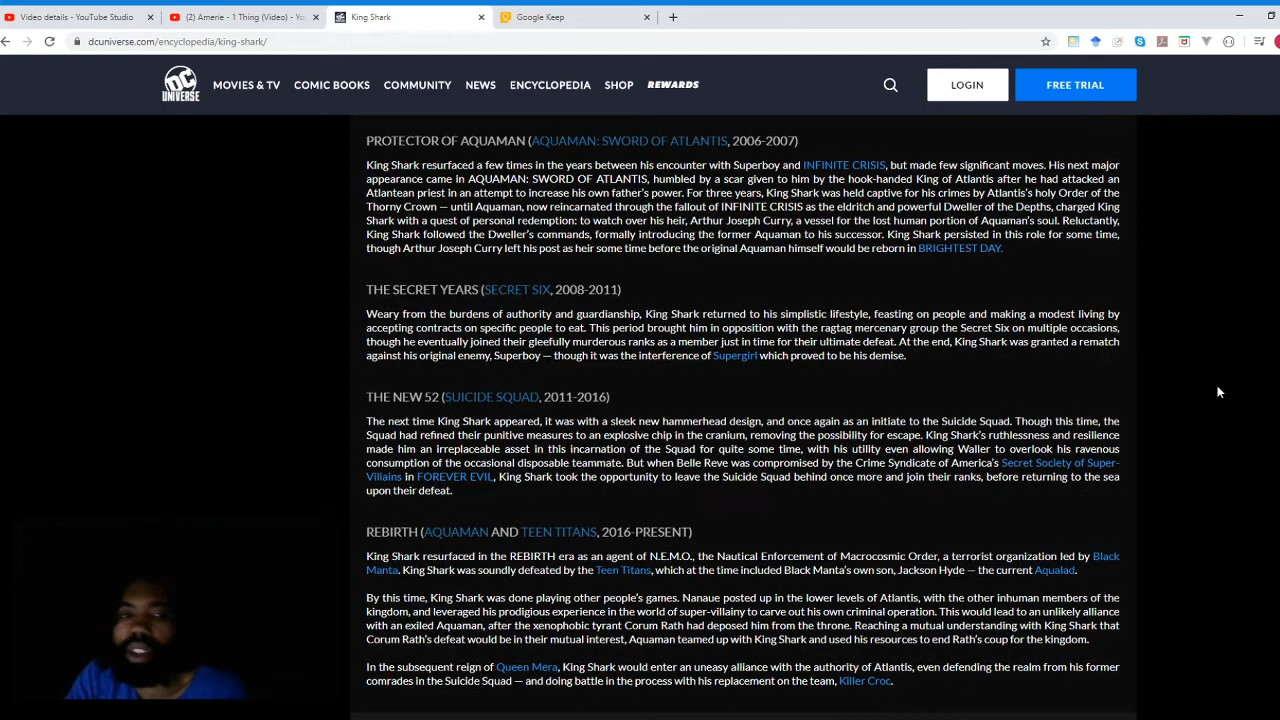 Video details - YouTube Studio
(2) Amerie - 1 Thing (Video) - Yo
King Shark
Google Keep
dcuniverse.com/encyclopedia/king-shark/
DC
UNIVERSE
MOVIES & TV
COMIC BOOKS
COMMUNITY
NEWS
ENCYCLOPEDIA
SHOP
REWARDS
LOGIN
FREE TRIAL
PROTECTOR OF AQUAMAN (AQUAMAN: SWORD OF ATLANTIS, 2006-2007)
King Shark resurfaced a few times in the years between his encounter with Superboy and INFINITE CRISIS, but made few significant moves. His next major
appearance came in AQUAMAN: SWORD OF ATLANTIS, humbled by a scar given to him by the hook-handed King of Atlantis after he had attacked an
Atlantean priest in an attempt to increase his own father's power. For three years, King Shark was held captive for his crimes by Atlantis's holy Order of the
Thorny Crown — until Aquaman, now reincarnated through the fallout of INFINITE CRISIS as the eldritch and powerful Dweller of the Depths, charged King
Shark with a quest of personal redemption: to watch over his heir, Arthur Joseph Curry, a vessel for the lost human portion of Aquaman's soul. Reluctantly,
King Shark followed the Dweller's commands, formally introducing the former Aquaman to his successor. King Shark persisted in this role for some time,
though Arthur Joseph Curry left his post as heir some time before the original Aquaman himself would be reborn in BRIGHTEST DAY.
THE SECRET YEARS (SECRET SIX, 2008-2011)
Weary from the burdens of authority and guardianship, King Shark returned to his simplistic lifestyle, feasting on people and making a modest living by
accepting contracts on specific people to eat. This period brought him in opposition with the ragtag mercenary group the Secret Six on multiple occasions,
though he eventually joined their gleefully murderous ranks as a member just in time for their ultimate defeat. At the end, King Shark was granted a rematch
against his original enemy, Superboy — though it was the interference of Supergirl which proved to be his demise.
THE NEW 52 (SUICIDE SQUAD, 2011-2016)
The next time King Shark appeared, it was with a sleek new hammerhead design, and once again as an initiate to the Suicide Squad. Though this time, the
Squad had refined their punitive measures to an explosive chip in the cranium, removing the possibility for escape. King Shark's ruthlessness and resilience
made him an irreplaceable asset in this incarnation of the Squad for quite some time, with his utility even allowing Waller to overlook his ravenous
consumption of the occasional disposable teammate. But when Belle Reve was compromised by the Crime Syndicate of America's Secret Society of Super-
Villains in FOREVER EVIL, King Shark took the opportunity to leave the Suicide Squad behind once more and join their ranks, before returning to the sea
upon their defeat.
REBIRTH (AQUAMAN AND TEEN TITANS, 2016-PRESENT)
King Shark resurfaced in the REBIRTH era as an agent of N.E.M.O., the Nautical Enforcement of Macrocosmic Order, a terrorist organization led by Black
Manta. King Shark was soundly defeated by the Teen Titans, which at the time included Black Manta's own son, Jackson Hyde — the current Aqualad.
By this time, King Shark was done playing other people's games. Nanaue posted up in the lower levels of Atlantis, with the other inhuman members of the
kingdom, and leveraged his prodigious experience in the world of super-villainy to carve out his own criminal operation. This would lead to an unlikely alliance
with an exiled Aquaman, after the xenophobic tyrant Corum Rath had deposed him from the throne. Reaching a mutual understanding with King Shark that
Corum Rath's defeat would be in their mutual interest, Aquaman teamed up with King Shark and used his resources to end Rath's coup for the kingdom.
In the subsequent reign of Queen Mera, King Shark would enter an uneasy alliance with the authority of Atlantis, even defending the realm from his former
comrades in the Suicide Squad — and doing battle in the process with his replacement on the team, Killer Croc.